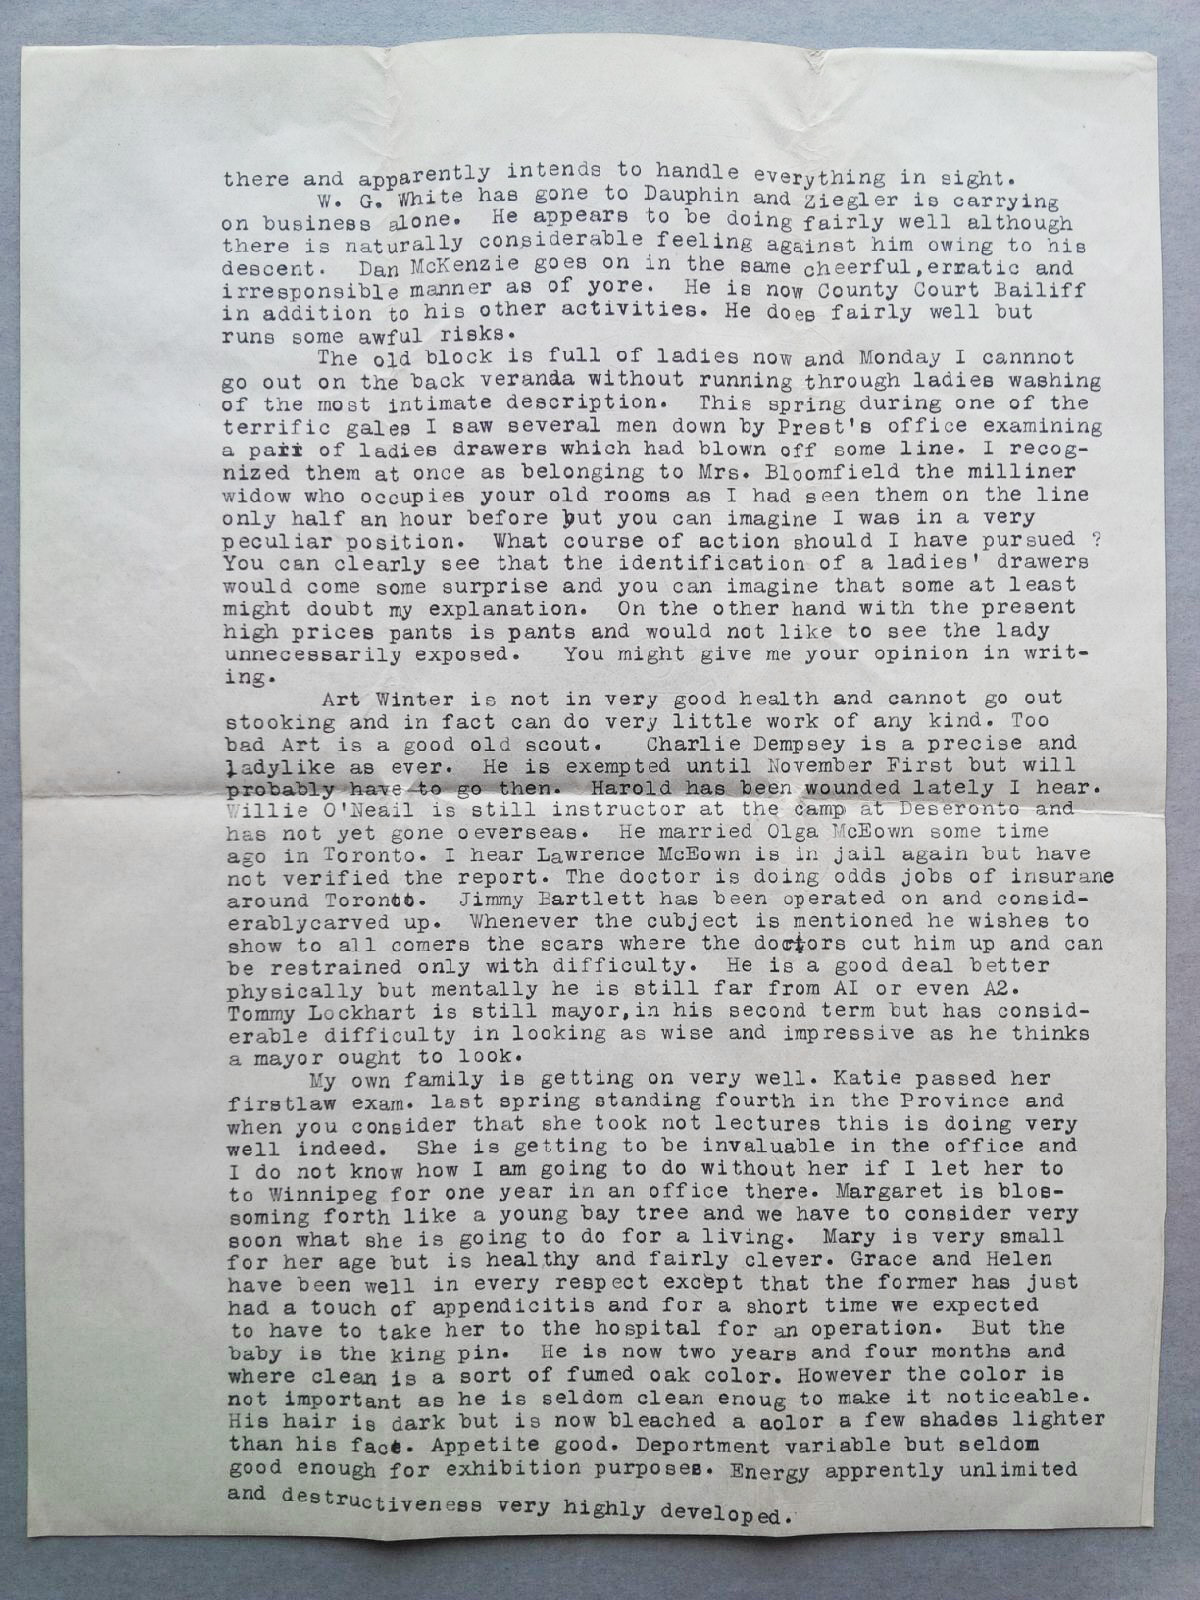 there and apparently intends to handle everything in sight.
W. G. White has gone to Dauphin and Ziegler is carrying
on business alone. He appears to be doing fairly well although
there is naturally considerable feeling against him owing to his
descent. Dan McKenzie goes on in the same cheerful,erratic and
irresponsible manner as of yore. He is now County Court Bailiff
in addition to his other activities. He does fairly well but
runs some awful risks.
The old block is full of ladies now and Monday I cannnot
go out on the back veranda without running through ladies washing
of the most intimate description. This spring during one of the
terrific gales I saw several men down by Prest's office examining
a pair of ladies drawers which had blown off some line. I recog-
nized them at once as belonging to Mrs. Bloomfield the milliner
widow who occupies your old rooms as I had seen them on the line
only half an hour before but you can imagine I was in a very
peculiar position. What course of action should I have pursued ?
You can clearly see that the identification of a ladies' drawers
would come some surprise and you can imagine that some at least
might doubt my explanation. On the other hand with the present
high prices pants is pants and would not like to see the lady
unnecessarily exposed. You might give me your opinion in writ-
ing.
Art Winter is not in very good health and cannot go out
stooking and in fact can do very little work of any kind. Too
bad Art is a good old scout. Charlie Dempsey is a precise and
ladylike as ever. He is exempted until November First but will
probably have to go then. Harold has been wounded lately I hear.
Willie O'Neail is still instructor at the camp at Deseronto and
has not yet gone oeverseas. He married Olga McEown some time
ago in Toronto. I hear Lawrence McEown is in jail again but have
not verified the report. The doctor is doing odds jobs of insurane
around Toronto. Jimmy Bartlett has been operated on and consid-
erablycarved up. Whenever the cubject is mentioned he wishes to
show to all comers the scars where the doctors cut him up and can
be restrained only with difficulty. He is a good deal better
physically but mentally he is still far from AI or even A2.
Tommy Lockhart is still mayor,in his second term but has consid-
erable difficulty in looking as wise and impressive as he thinks
a mayor ought to look.
My own family is getting on very well. Katie passed her
firstlaw exam. last spring standing fourth in the Province and
when you consider that she took not lectures this is doing very
well indeed. She is getting to be invaluable in the office and
I do not know how I am going to do without her if I let her to
to Winnipeg for one year in an office there. Margaret is blos-
soming forth like a young bay tree and we have to consider very
soon what she is going to do for a living. Mary is very small
for her age but is healthy and fairly clever. Grace and Helen
have been well in every respect except that the former has just
had a touch of appendicitis and for a short time we expected
to have to take her to the hospital for an operation. But the
baby is the king pin. He is now two years and four months and
where clean is a sort of fumed oak color. However the color is
not important as he is seldom clean enoug to make it noticeable.
His hair is dark but is now bleached a aolor a few shades lighter
than his face. Appetite good. Deportment variable but seldom
good enough for exhibition purposes. Energy apprently unlimited
and destructiveness very highly developed.